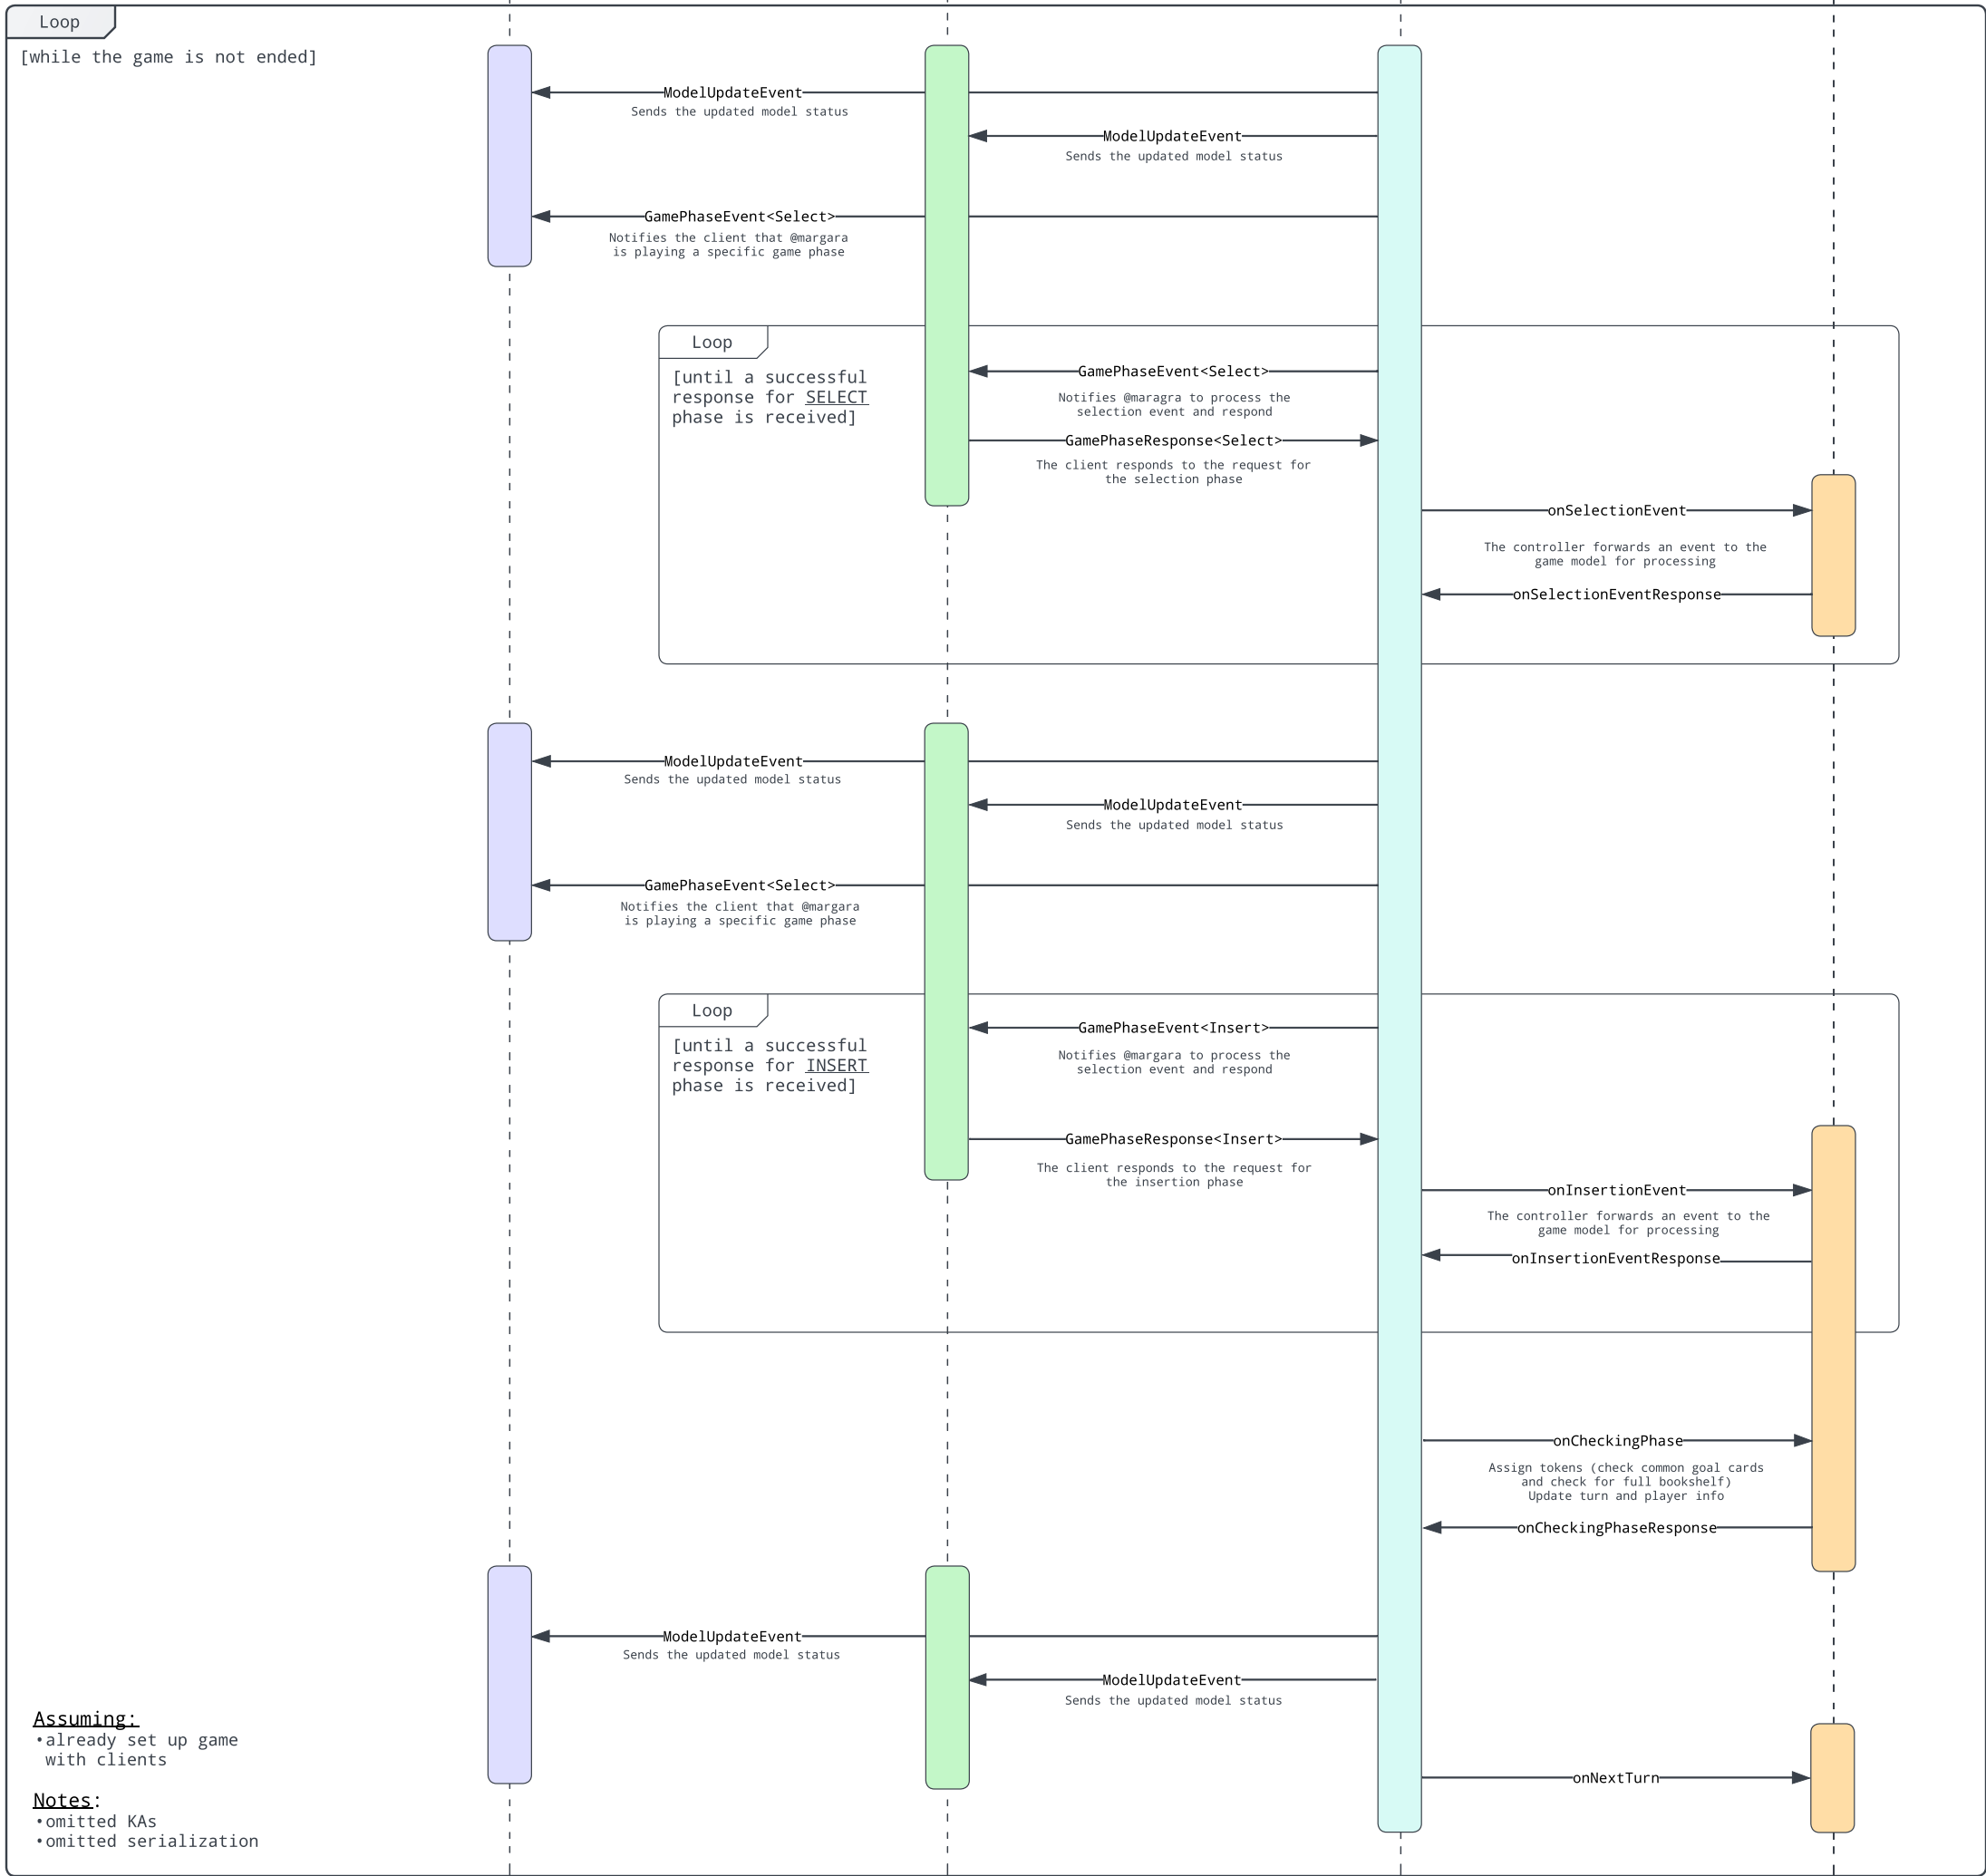 Loop
[while the game is not ended]
ModelUpdateEvent
Sends the updated model status
ModelUpdateEvent
Sends the updated model status
GamePhaseEvent<Select>
Notifies the client that @margara
is playing a specific game phase
Loop
[until a successful
response for SELECT
phase is received]
GamePhaseEvent<Select>
Notifies @maragra to process the
selection event and respond
GamePhaseResponse<Select>
The client responds to the request for
the selection phase
onSelectionEvent
The controller forwards an event to the
game model for processing
onSelectionEventResponse
ModelUpdateEvent
Sends the updated model status
ModelUpdateEvent
Sends the updated model status
GamePhaseEvent<Select>
Notifies the client that @margara
is playing a specific game phase
Loop
[until a successful
response for INSERT
phase is received]
GamePhaseEvent<Insert>
Notifies @margara to process the
selection event and respond
GamePhaseResponse<Insert>
The client responds to the request for
the insertion phase
onInsertionEvent
The controller forwards an event to the
game model for processing
onInsertionEventResponse
onCheckingPhase
Assign tokens (check common goal cards
and check for full bookshelf)
Update turn and player info
onCheckingPhaseResponse
ModelUpdateEvent
Sends the updated model status
ModelUpdateEvent
Sends the updated model status
onNextTurn
Assuming:
•already set up game
with clients
Notes:
•omitted KAs
•omitted serialization